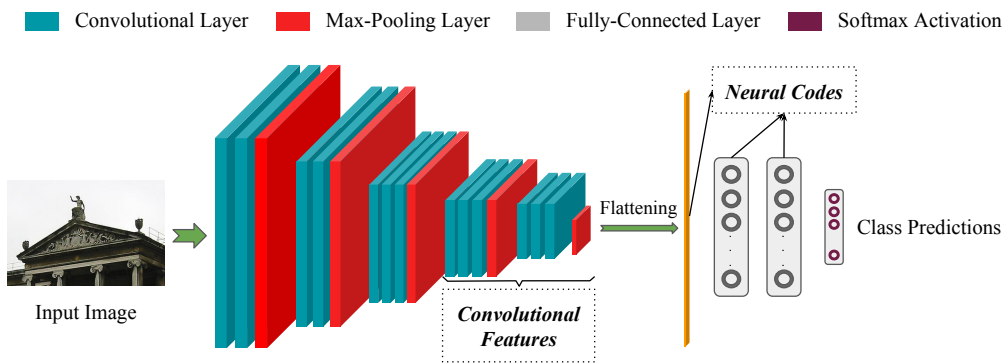 Convolutional Layer
Max-Pooling Layer
Fully-Connected Layer
Softmax Activation
Neural Codes
Flattening
Class Predictions
Input Image
Convolutional
Features